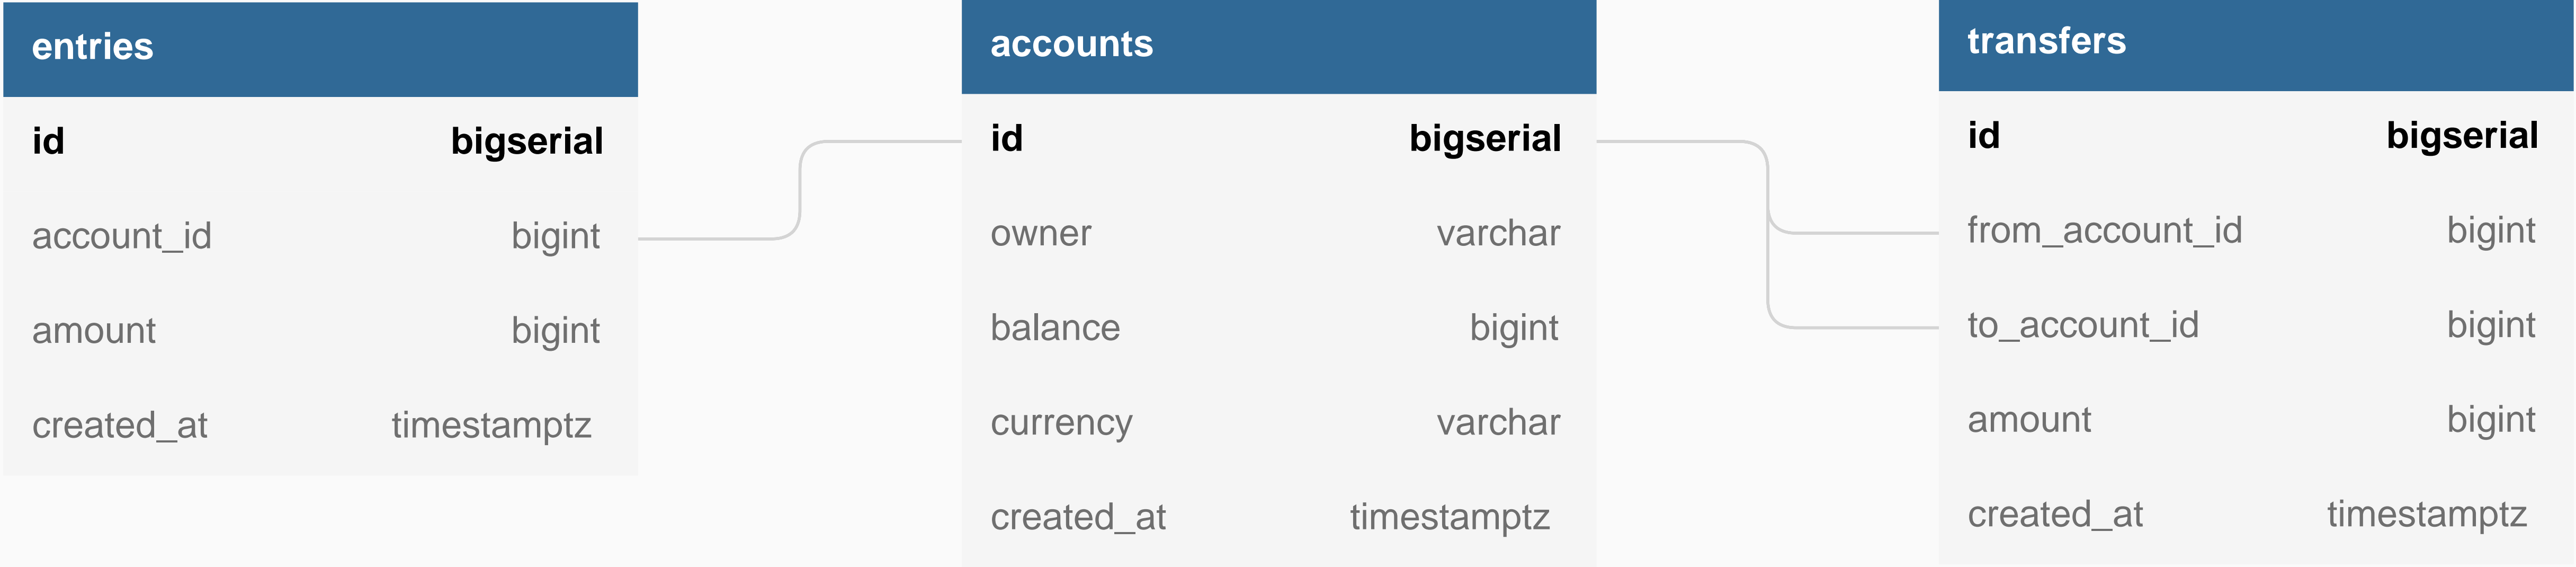 entries
id bigserial
account_id bigint
amount bigint
created_at timestamptz
accounts
id bigserial
owner varchar
balance bigint
currency varchar
created_at timestamptz
transfers
id bigserial
from_account_id bigint
to_account_id bigint
amount bigint
created_at timestamptz